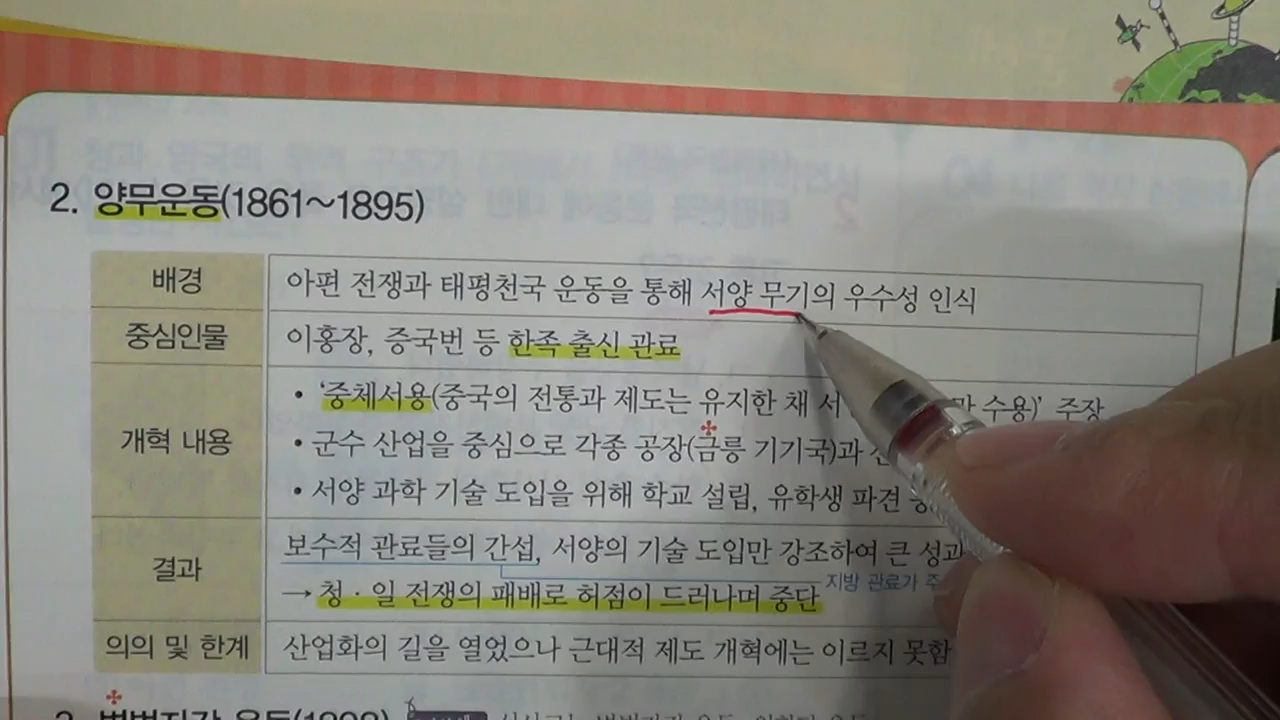 2. 양무운동(1861~1895)
배경
아편 전쟁과 태평천국 운동을 통해 서양 무기의 우수성 인식
중심인물
이홍장, 증국번 등 한족 출신 관료
개혁 내용
• ‘중체서용(중국의 전통과 제도는 유지한 채 서 수용)’ 주장
• 군수 산업을 중심으로 각종 공장(금릉 기기국)과
• 서양 과학 기술 도입을 위해 학교 설립, 유학생 파견
결과
보수적 관료들의 간섭, 서양의 기술 도입만 강조하여 큰 성과
지방 관료가 주
→ 청·일 전쟁의 패배로 허점이 드러나며 중단
의의 및 한계
산업화의 길을 열었으나 근대적 제도 개혁에는 이르지 못함